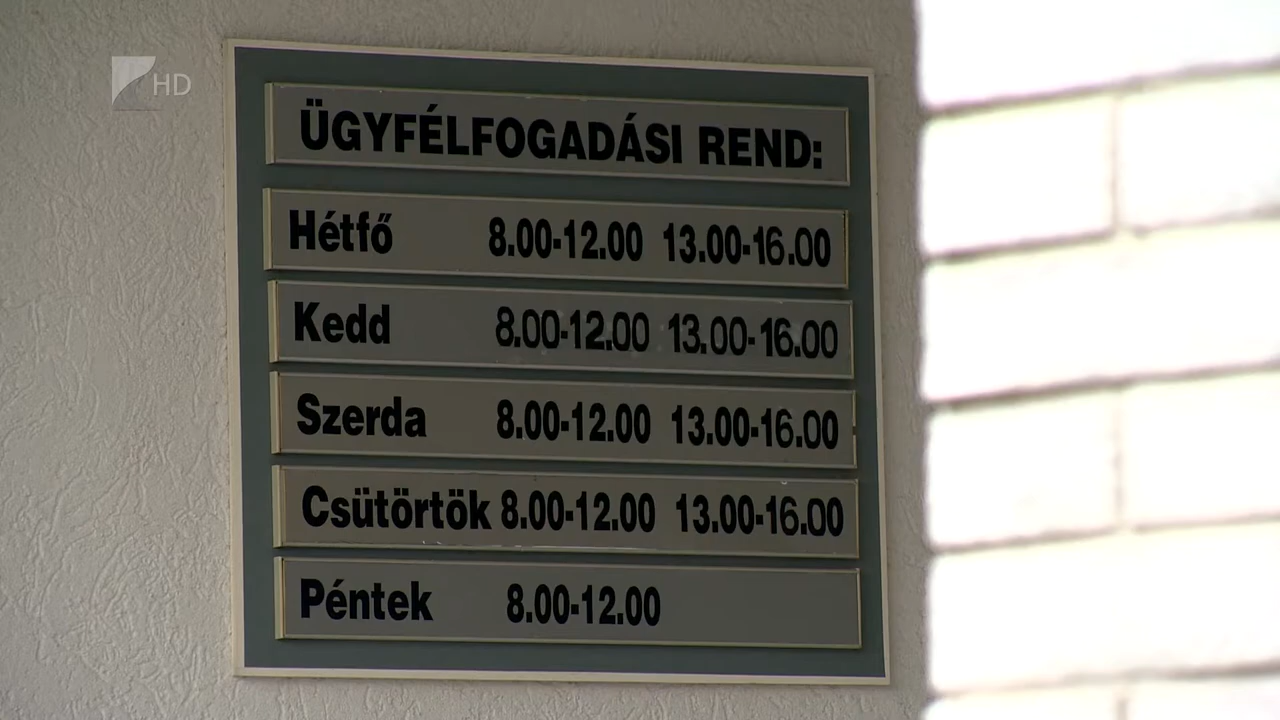 HD
ÜGYFÉLFOGADÁSI REND:
Hétfő 8.00-12.00 13.00-16.00
Kedd 8.00-12.00 13.00-16.00
Szerda 8.00-12.00 13.00-16.00
Csütörtök 8.00-12.00 13.00-16.00
Péntek 8.00-12.00